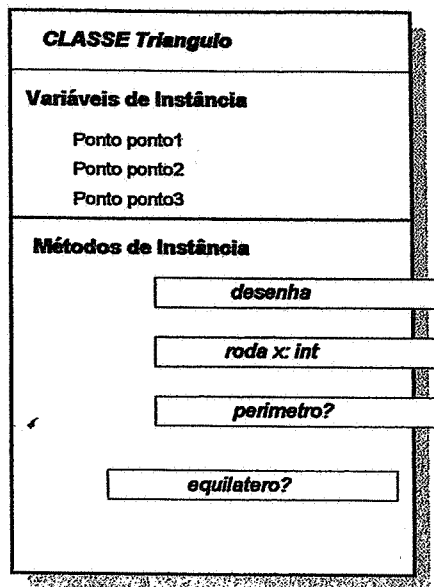 CLASSE Triangulo
Variáveis de Instância
Ponto ponto1
Ponto ponto2
Ponto ponto3
Métodos de Instância
desenha
roda x: int
perimetro?
equilatero?